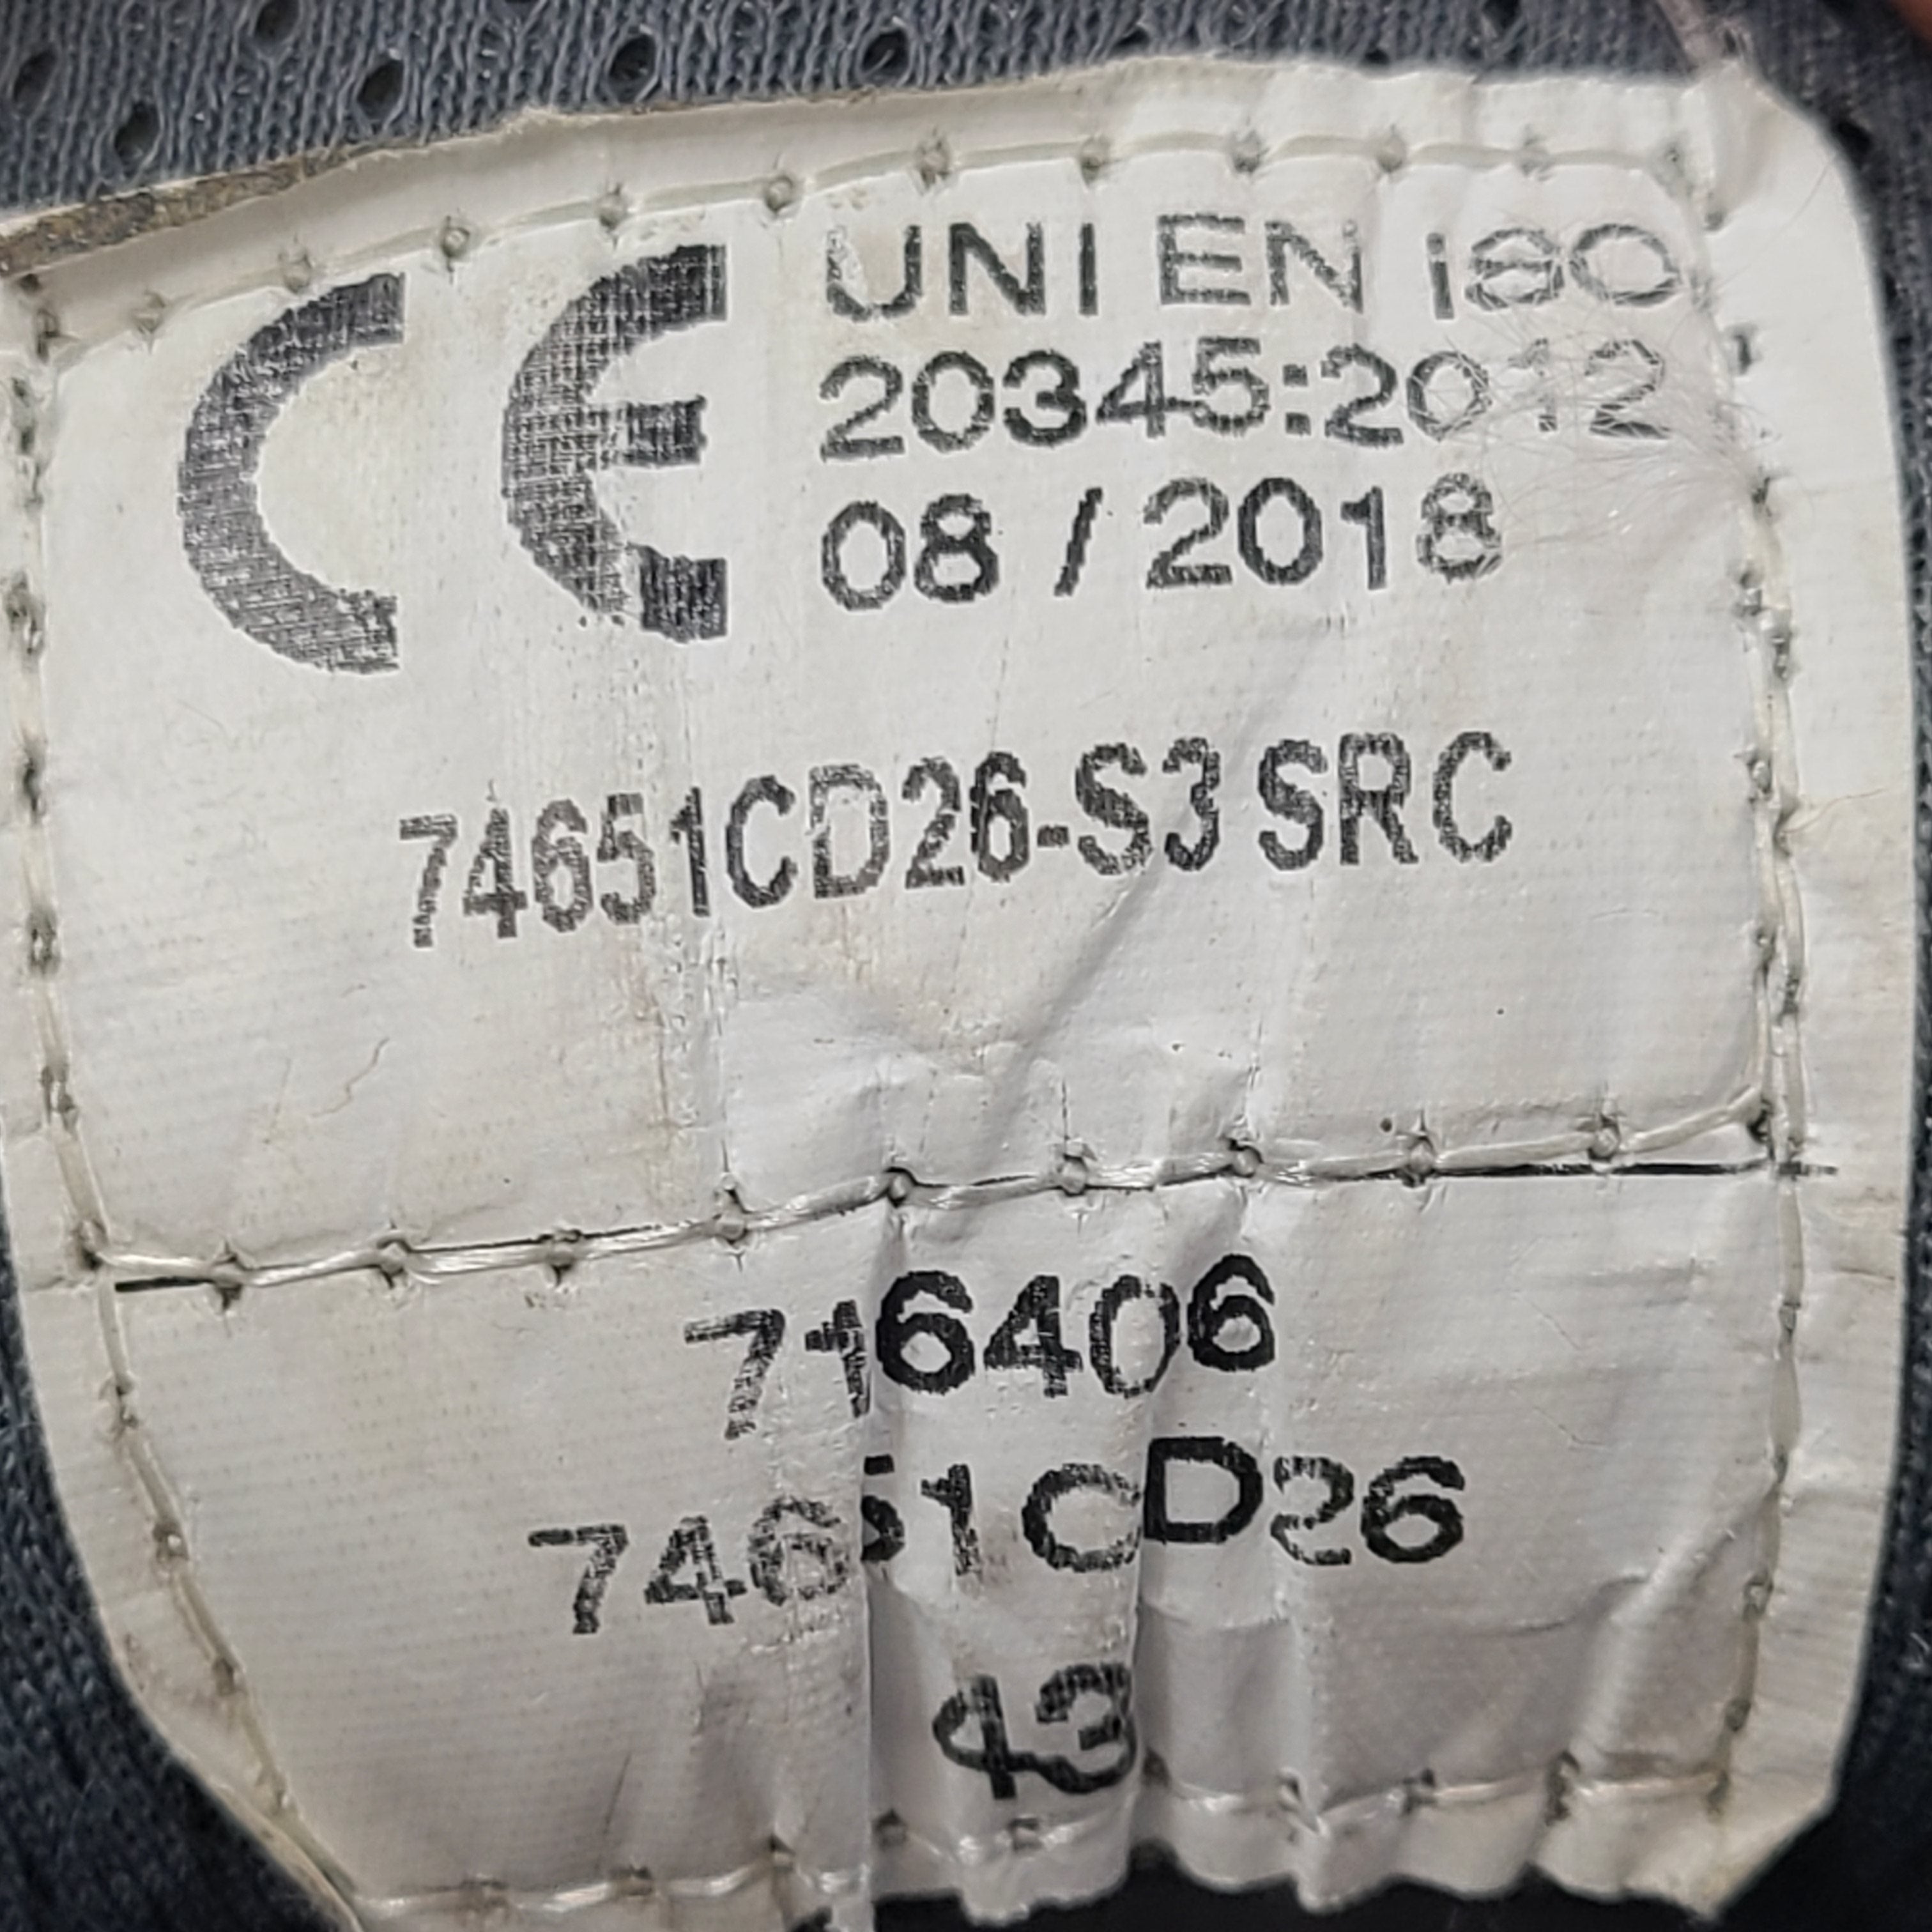 CE
UNI EN ISO
20345:2012
08 / 2018
74651CD26-S3 SRC
716406
74651CD26
43